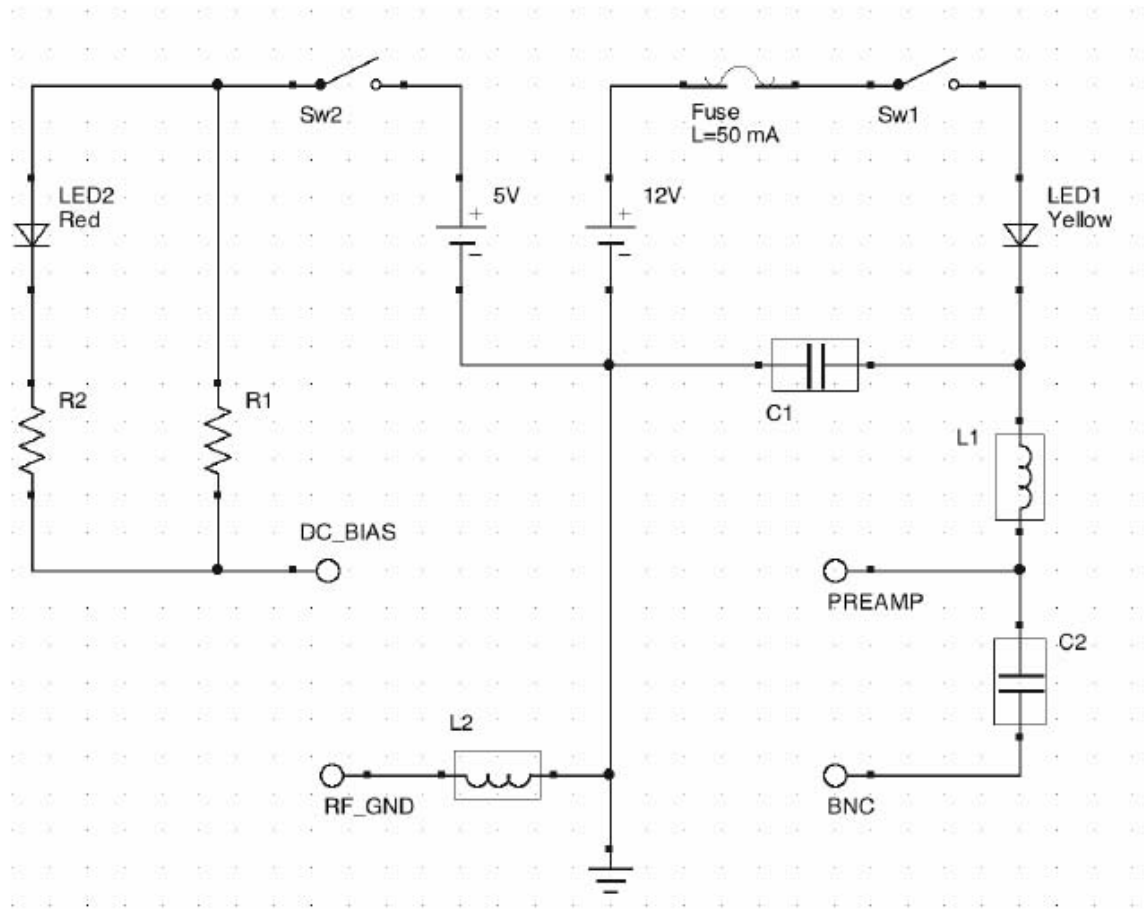 Sw2
Fuse
L=50 mA
Sw1
LED2
Red
5V
+
−
12V
+
−
LED1
Yellow
R2
R1
C1
L1
DC_BIAS
PREAMP
C2
L2
RF_GND
BNC